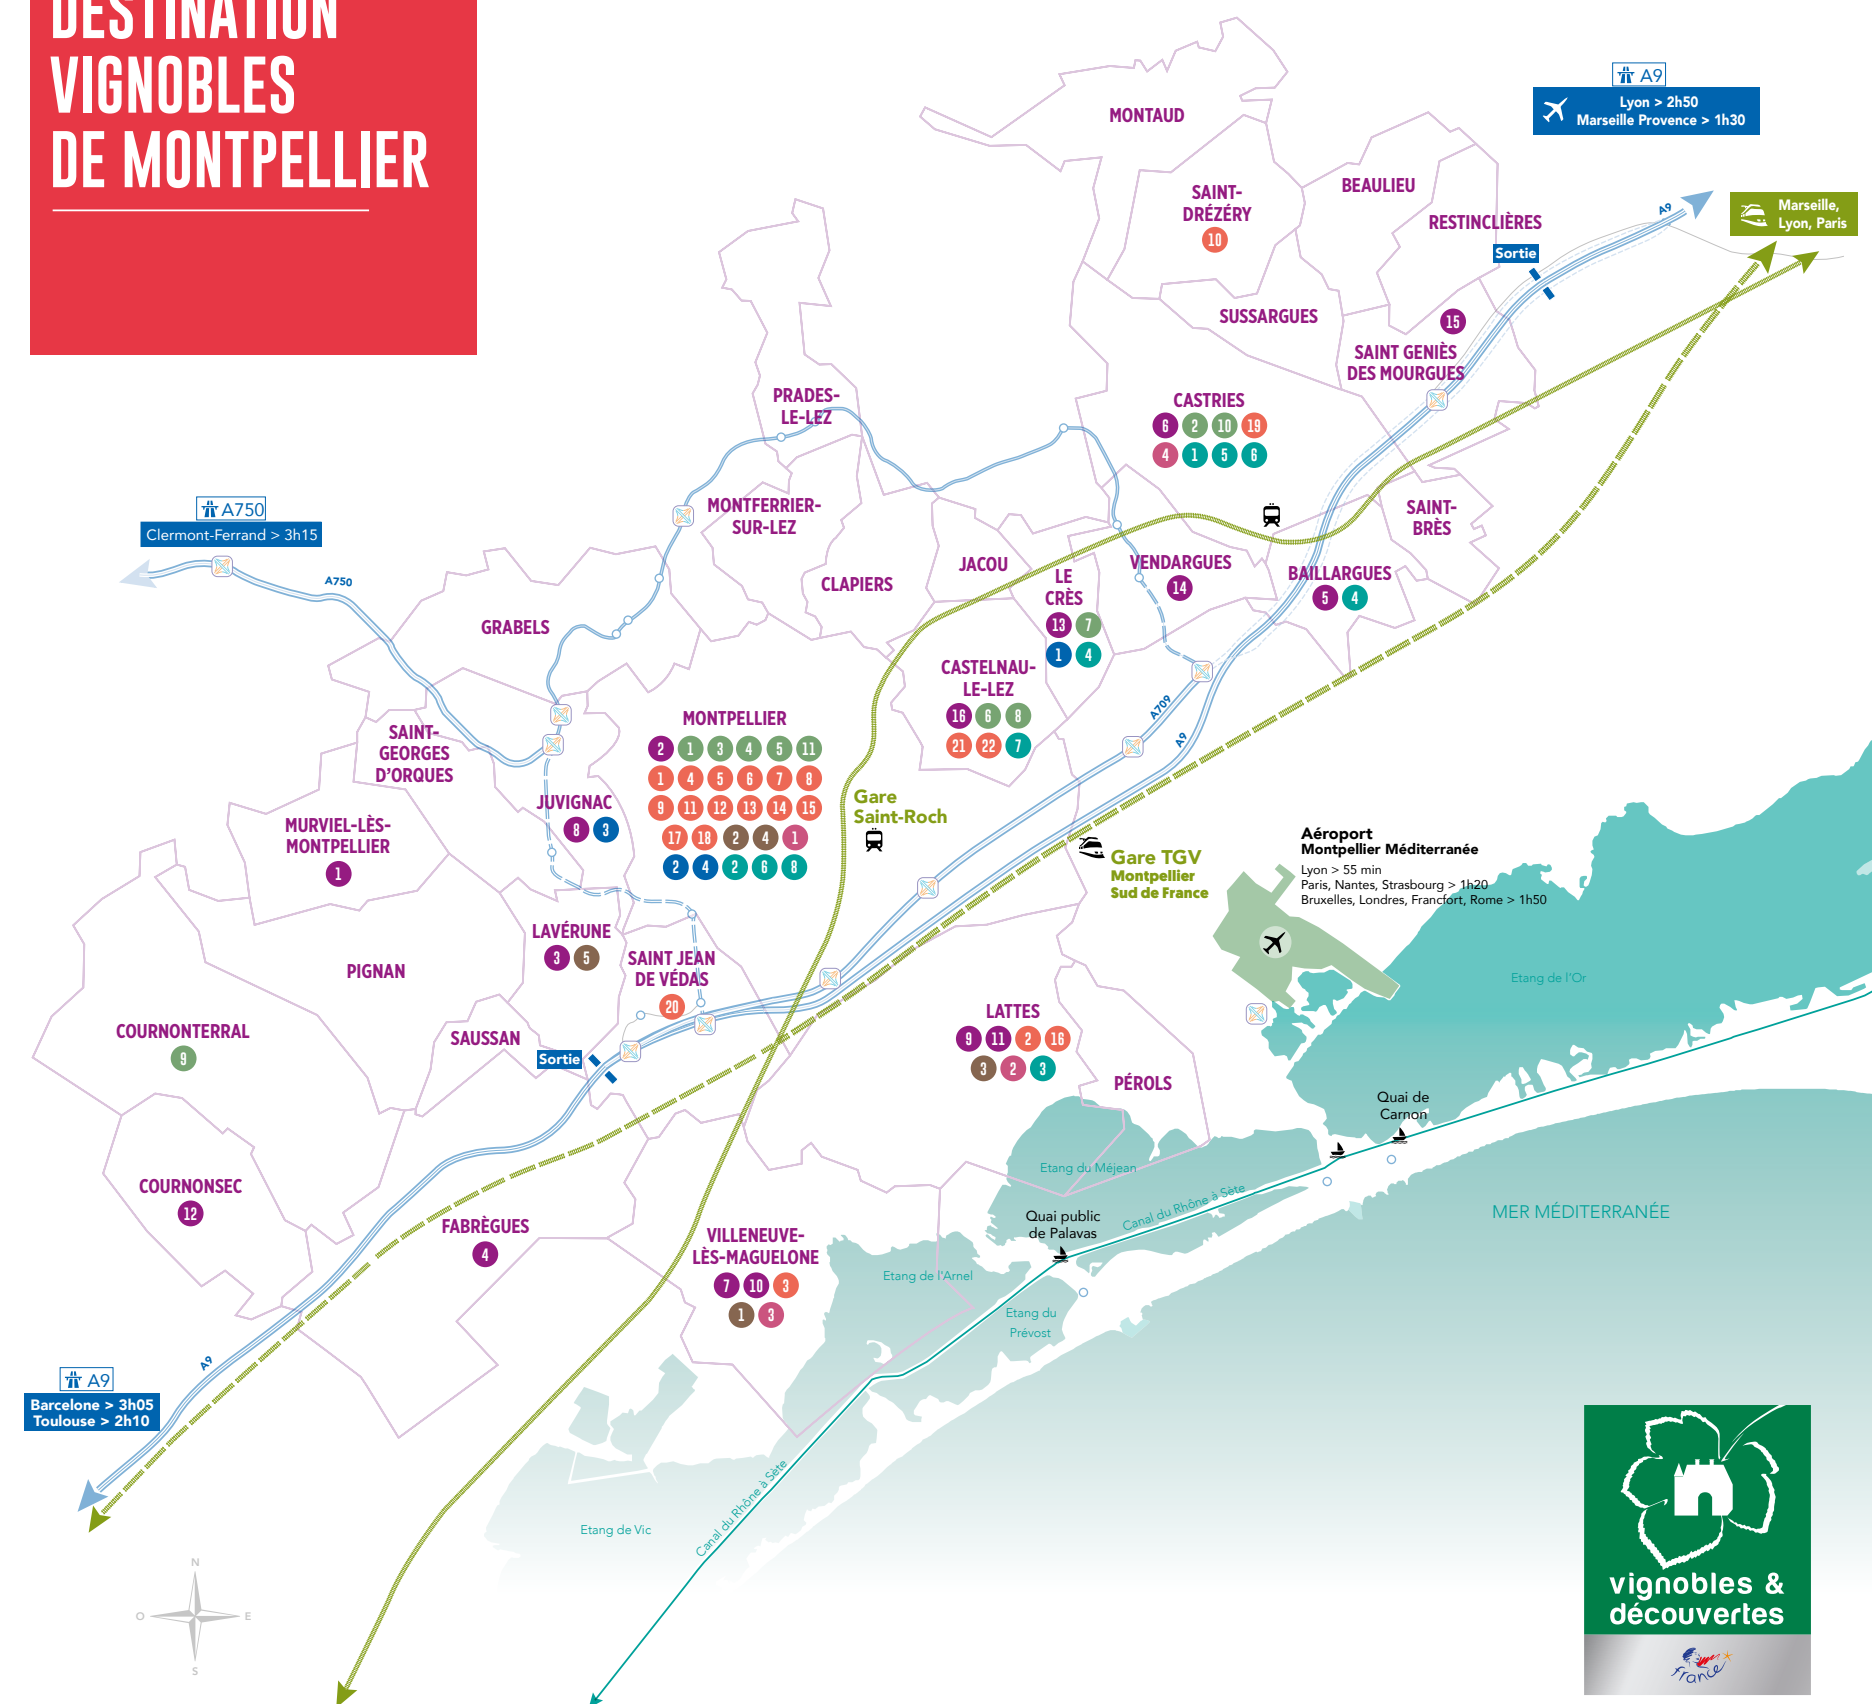 DESTINATION
VIGNOBLES
DE MONTPELLIER
A9
Lyon > 2h50
Marseille Provence > 1h30
Marseille,
Lyon, Paris
A9
Sortie
MONTAUD
BEAULIEU
SAINT-
DRÉZÉRY
10
RESTINCLIÈRES
SUSSARGUES
15
SAINT GENIÈS
DES MOURGUES
PRADES-
LE-LEZ
CASTRIES
6 2 10 19
4 1 5 6
A750
Clermont-Ferrand > 3h15
A750
MONTFERRIER-
SUR-LEZ
SAINT-
BRÈS
JACOU
CLAPIERS
VENDARGUES
14
BAILLARGUES
5 4
LE
CRÈS
13 7
1 4
GRABELS
CASTELNAU-
LE-LEZ
16 6 8
21 22 7
A709
A9
SAINT-
GEORGES
D'ORQUES
MONTPELLIER
2 1 3 4 5 11
1 4 5 6 7 8
9 11 12 13 14 15
17 18 2 4 1
2 4 2 6 8
JUVIGNAC
8 3
Gare
Saint-Roch
MURVIEL-LÈS-
MONTPELLIER
1
Gare TGV
Montpellier
Sud de France
Aéroport
Montpellier Méditerranée
Lyon > 55 min
Paris, Nantes, Strasbourg > 1h20
Bruxelles, Londres, Francfort, Rome > 1h50
LAVÉRUNE
3 5
PIGNAN
SAINT JEAN
DE VÉDAS
20
Etang de l'Or
COURNONTERRAL
9
SAUSSAN
Sortie
LATTES
9 11 2 16
3 2 3
PÉROLS
Quai de
Carnon
Etang du Méjean
Canal du Rhône à Sète
COURNONSEC
12
FABRÈGUES
4
VILLENEUVE-
LÈS-MAGUELONE
7 10 3
1 3
Quai public
de Palavas
MER MÉDITERRANÉE
Etang de l'Arnel
Etang du
Prévost
A9
A9
Barcelone > 3h05
Toulouse > 2h10
Canal du Rhône à Sète
Etang de Vic
N
O E
S
vignobles &
découvertes
france